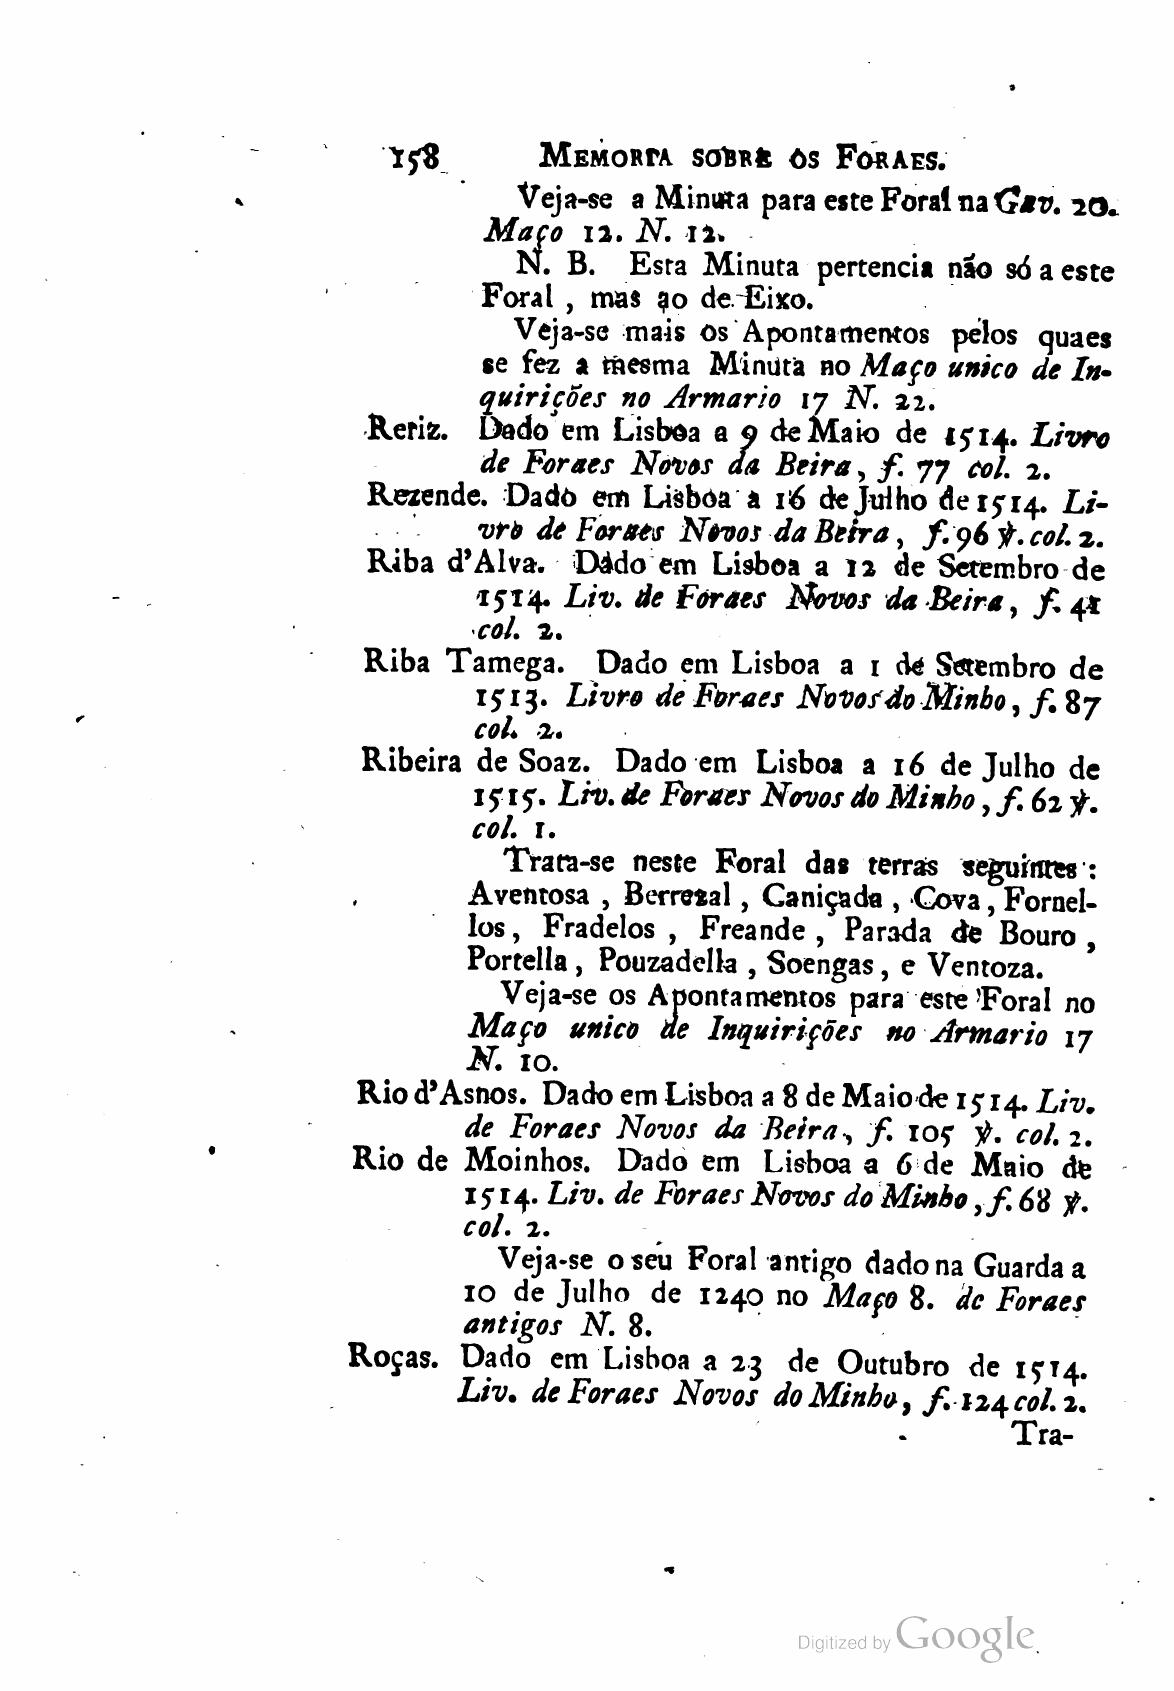 158 MEMORIA SOBRE OS FORAES.
Veja-se a Minuta para este Foral na Gav. 20.
Maço 12. N. 12.
N. B. Esta Minuta pertencia não só a este
Foral , mas ao de Eixo.
Veja-se mais os Apontamentos pelos quaes
se fez a mesma Minuta no Maço unico de In-
quirições no Armario 17 N. 22.
Reriz. Dado em Lisboa a 9 de Maio de 1514. Livro
de Foraes Novos da Beira, f. 77 col. 2.
Rezende. Dado em Lisboa a 16 de Julho de 1514. Li-
vro de Foraes Novos da Beira, f. 96 ℣. col. 2.
Riba d'Alva. Dado em Lisboa a 12 de Setembro de
1514. Liv. de Foraes Novos da Beira, f. 41
col. 2.
Riba Tamega. Dado em Lisboa a 1 de Setembro de
1513. Livro de Foraes Novos do Minho, f. 87
col. 2.
Ribeira de Soaz. Dado em Lisboa a 16 de Julho de
1515. Liv. de Foraes Novos do Minho, f. 62 ℣.
col. 1.
Trata-se neste Foral das terras seguintes :
Aventosa , Berrezal , Caniçada , Cova, Fornel-
los, Fradelos , Freande , Parada de Bouro ,
Portella, Pouzadella , Soengas, e Ventoza.
Veja-se os Apontamentos para este Foral no
Maço unico de Inquirições no Armario 17
N. 10.
Rio d'Asnos. Dado em Lisboa a 8 de Maio de 1514. Liv.
de Foraes Novos da Beira, f. 105 ℣. col. 2.
Rio de Moinhos. Dado em Lisboa a 6 de Maio de
1514. Liv. de Foraes Novos do Minho, f. 68 ℣.
col. 2.
Veja-se o seu Foral antigo dado na Guarda a
10 de Julho de 1240 no Maço 8. de Foraes
antigos N. 8.
Roças. Dado em Lisboa a 23 de Outubro de 1514.
Liv. de Foraes Novos do Minho, f. 124 col. 2.
Tra-
Digitized by Google